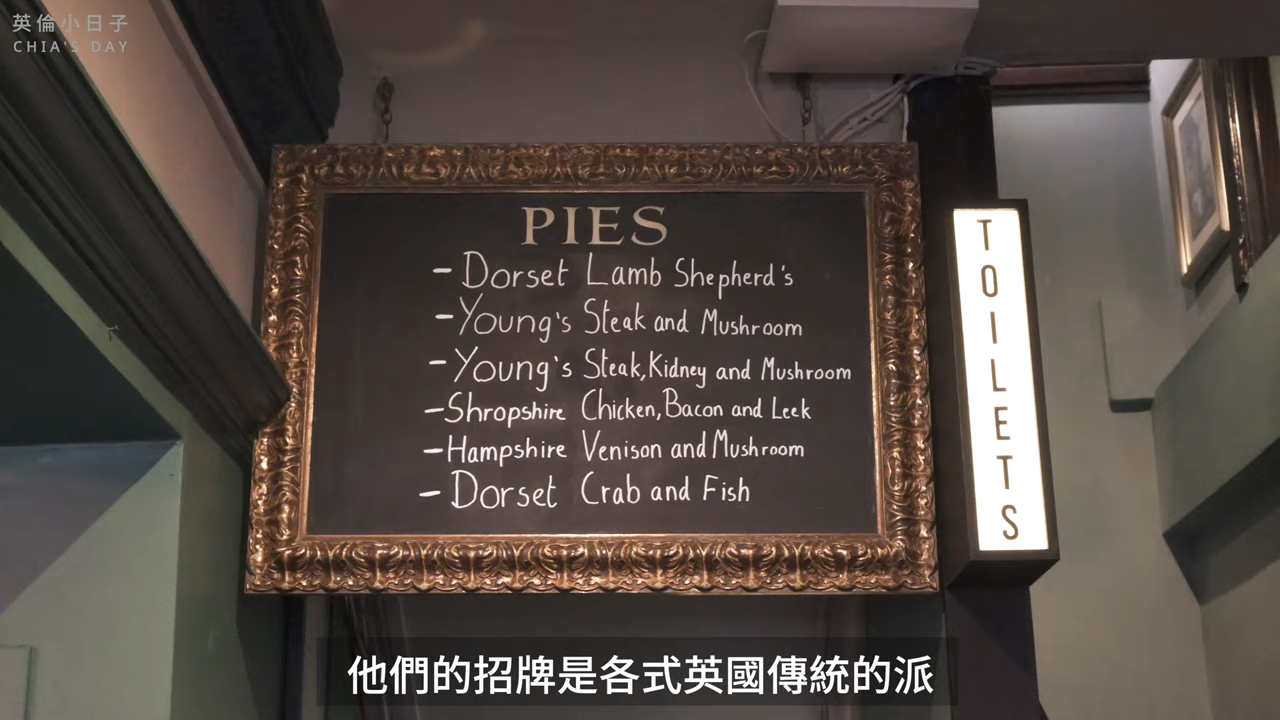 英倫小日子
CHIA'S DAY
PIES
- Dorset Lamb Shepherd's
- Young's Steak and Mushroom
- Young's Steak, Kidney and Mushroom
- Shropshire Chicken, Bacon and Leek
- Hampshire Venison and Mushroom
- Dorset Crab and Fish
TOILETS
他們的招牌是各式英國傳統的派